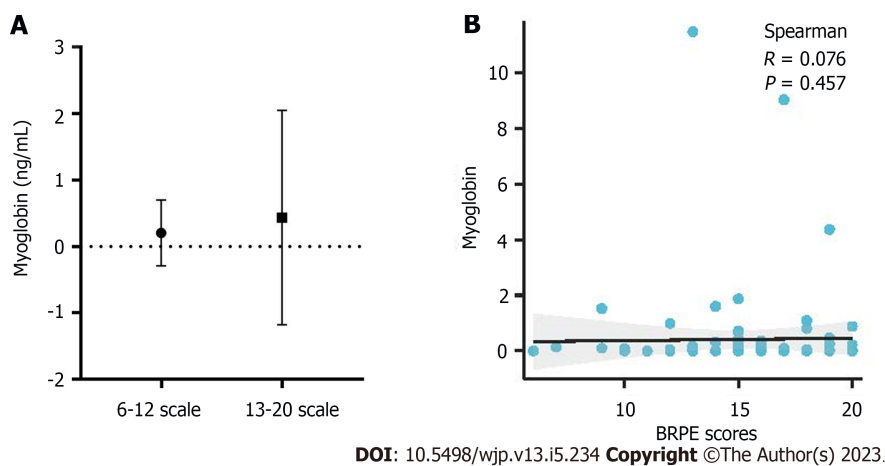 A
Myoglobin (ng/mL)
3
2
1
0
-1
-2
6-12 scale
13-20 scale
B
Spearman
R = 0.076
P = 0.457
Myoglobin
10
8
6
4
2
0
10
15
20
BRPE scores
DOI: 10.5498/wjp.v13.i5.234 Copyright ©The Author(s) 2023.